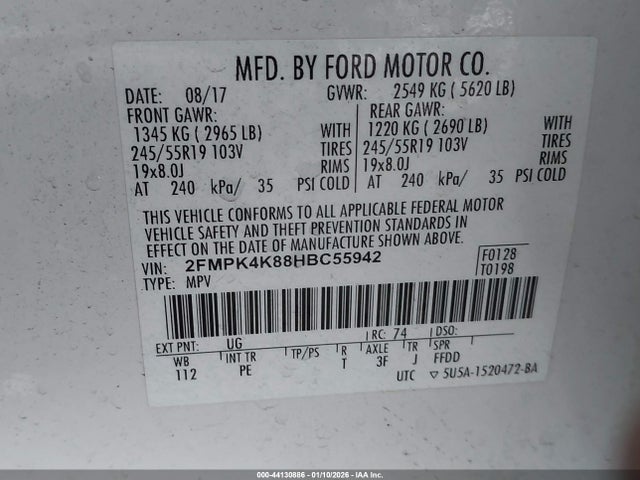 MFD. BY FORD MOTOR CO.
DATE: 08/17 GVWR: 2549 KG ( 5620 LB)
FRONT GAWR: REAR GAWR:
1345 KG ( 2965 LB) WITH 1220 KG ( 2690 LB) WITH
245/55R19 103V TIRES 245/55R19 103V TIRES
19x8.0J RIMS 19x8.0J RIMS
AT 240 kPa/ 35 PSI COLD AT 240 kPa/ 35 PSI COLD
THIS VEHICLE CONFORMS TO ALL APPLICABLE FEDERAL MOTOR
VEHICLE SAFETY AND THEFT PREVENTION STANDARDS IN
EFFECT ON THE DATE OF MANUFACTURE SHOWN ABOVE.
VIN: 2FMPK4K88HBC55942 F0128
TYPE: MPV T0198
EXT PNT: UG RC: 74 DSO:
WB INT TR TP/PS R AXLE TR SPR
112 PE T 3F J FFDD
UTC ▽ 5U5A-1520472-BA
000-44130886 - 01/10/2026 - IAA Inc.